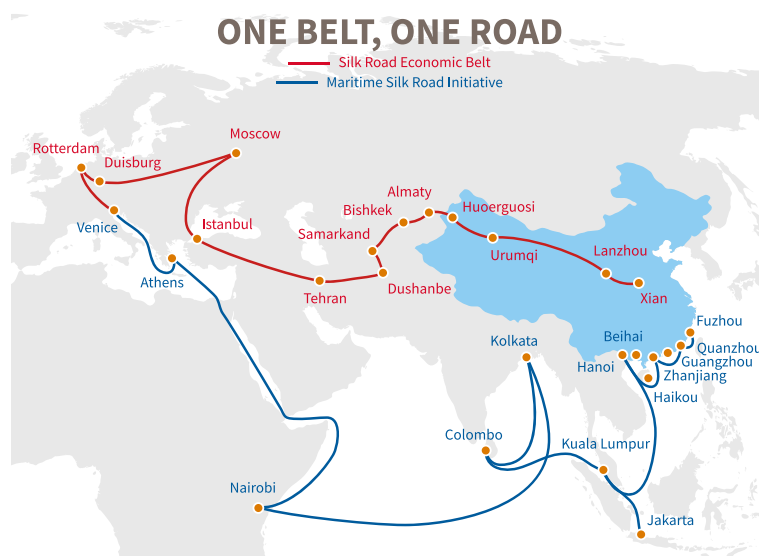 ONE BELT, ONE ROAD
Silk Road Economic Belt
Maritime Silk Road Initiative
Moscow
Rotterdam
Duisburg
Almaty
Bishkek
Huoerguosi
Venice
Istanbul
Samarkand
Urumqi
Lanzhou
Athens
Tehran
Dushanbe
Xian
Fuzhou
Kolkata
Beihai
Quanzhou
Hanoi
Guangzhou
Zhanjiang
Haikou
Colombo
Kuala Lumpur
Nairobi
Jakarta